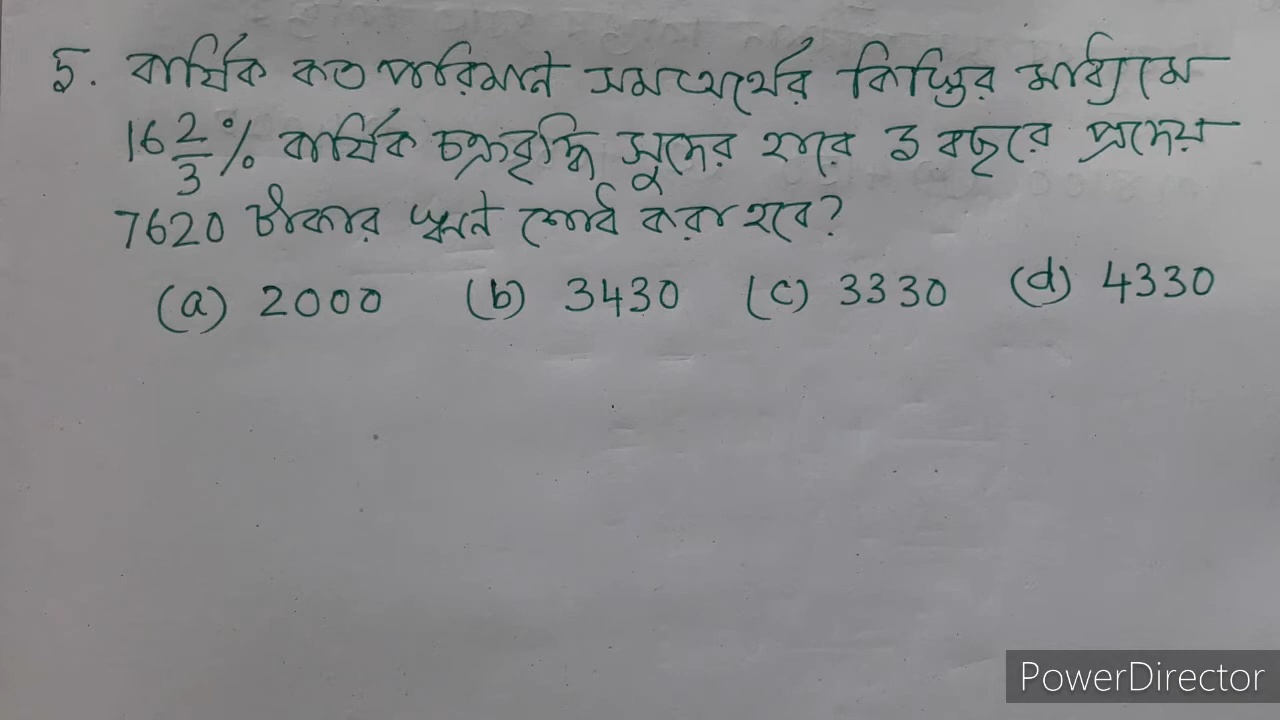 5. বার্ষিক কত পরিমান সমঅর্থের কিস্তির মাধ্যমে
16 2/3 % বার্ষিক চক্রবৃদ্ধি সুদের হারে 3 বছরে প্রদেয়
7620 টাকার ঋন শোধ করা হবে?
(a) 2000 (b) 3430 (c) 3330 (d) 4330
PowerDirector